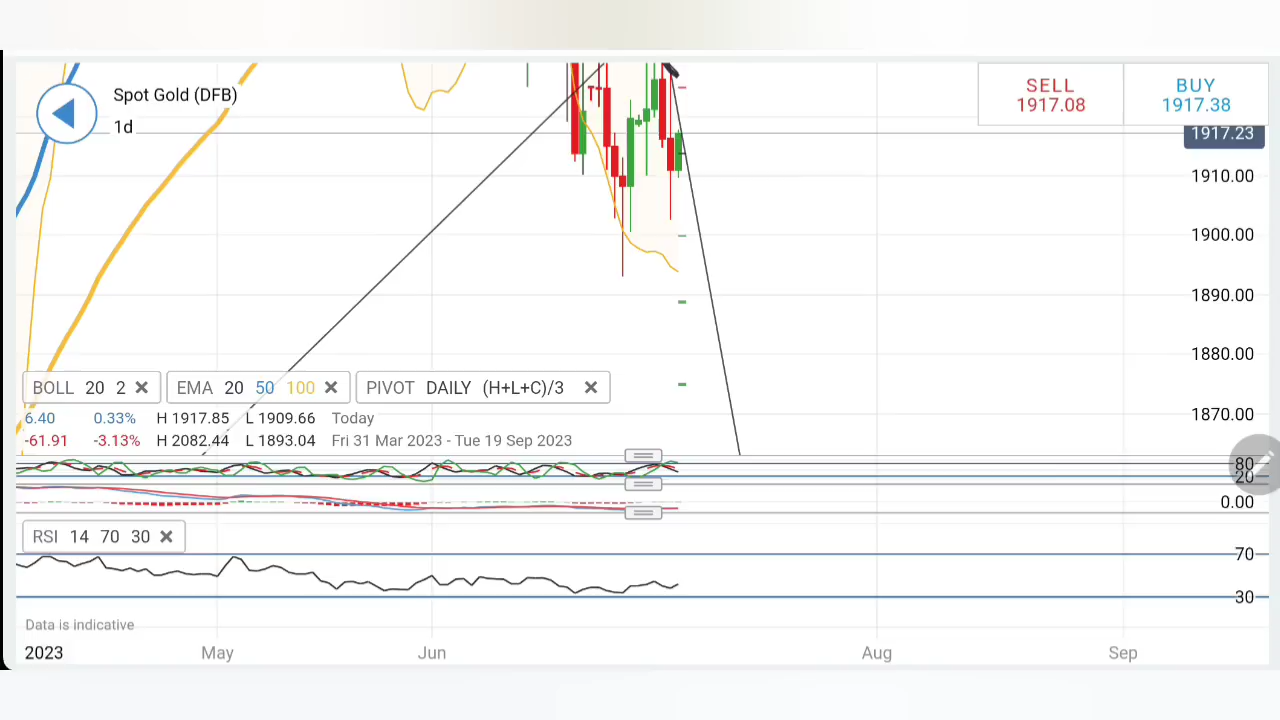 Spot Gold (DFB)
1d
SELL
1917.08
BUY
1917.38
1917.23
1910.00
1900.00
1890.00
1880.00
1870.00
BOLL 20 2
EMA 20 50 100
PIVOT DAILY (H+L+C)/3
6.40 0.33% H 1917.85 L 1909.66 Today
-61.91 -3.13% H 2082.44 L 1893.04 Fri 31 Mar 2023 - Tue 19 Sep 2023
80
20
0.00
RSI 14 70 30
70
30
Data is indicative
2023 May Jun Aug Sep